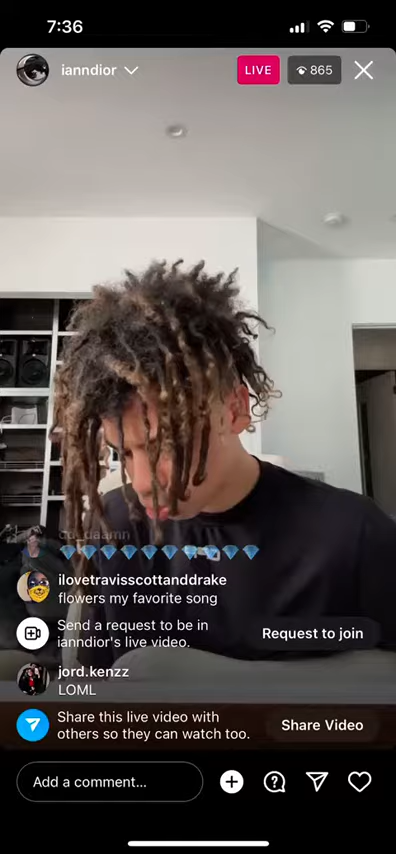 7:36
ianndior
LIVE
865
dd_daamn
ilovetravisscottanddrake
flowers my favorite song
Send a request to be in
ianndior's live video.
Request to join
jord.kenzz
LOML
Share this live video with
others so they can watch too.
Share Video
Add a comment...